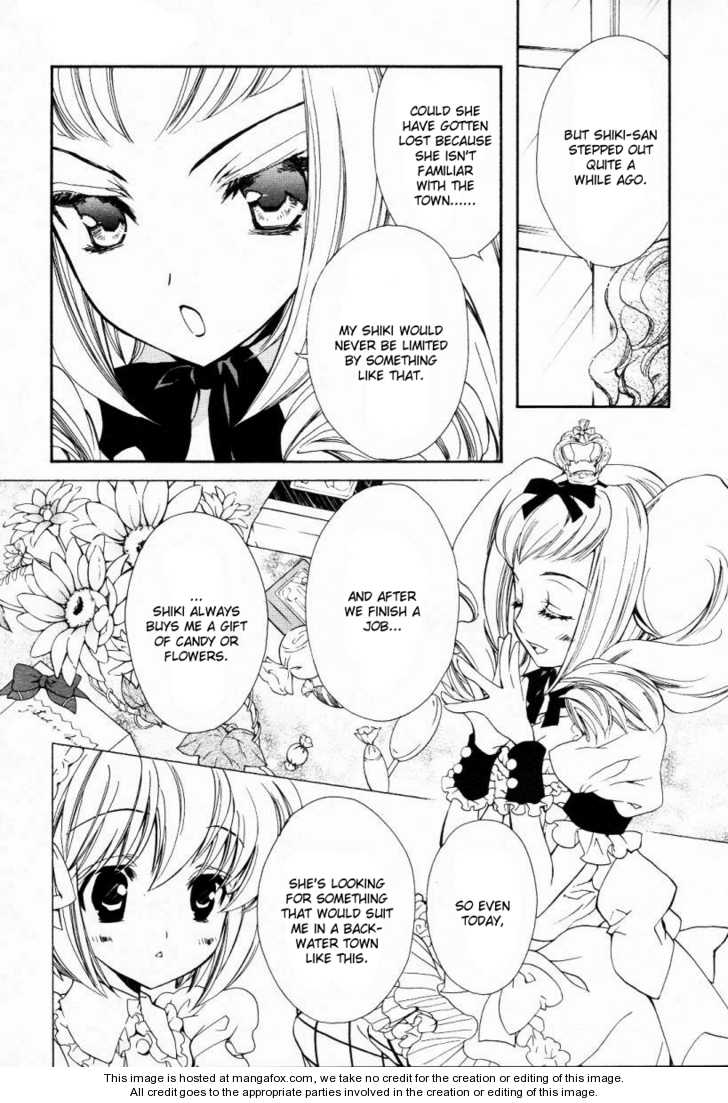 BUT SHIKI-SAN
STEPPED OUT
QUITE A
WHILE AGO.
COULD SHE
HAVE GOTTEN
LOST BECAUSE
SHE ISN'T
FAMILIAR
WITH THE
TOWN......
MY SHIKI WOULD
NEVER BE LIMITED
BY SOMETHING
LIKE THAT.
AND AFTER
WE FINISH A
JOB...
...
SHIKI ALWAYS
BUYS ME A GIFT
OF CANDY OR
FLOWERS.
SO EVEN
TODAY,
SHE'S LOOKING
FOR SOMETHING
THAT WOULD SUIT
ME IN A BACK-
WATER TOWN
LIKE THIS.
This image is hosted at mangafox.com, we take no credit for the creation or editing of this image.
All credit goes to the appropriate parties involved in the creation or editing of this image.